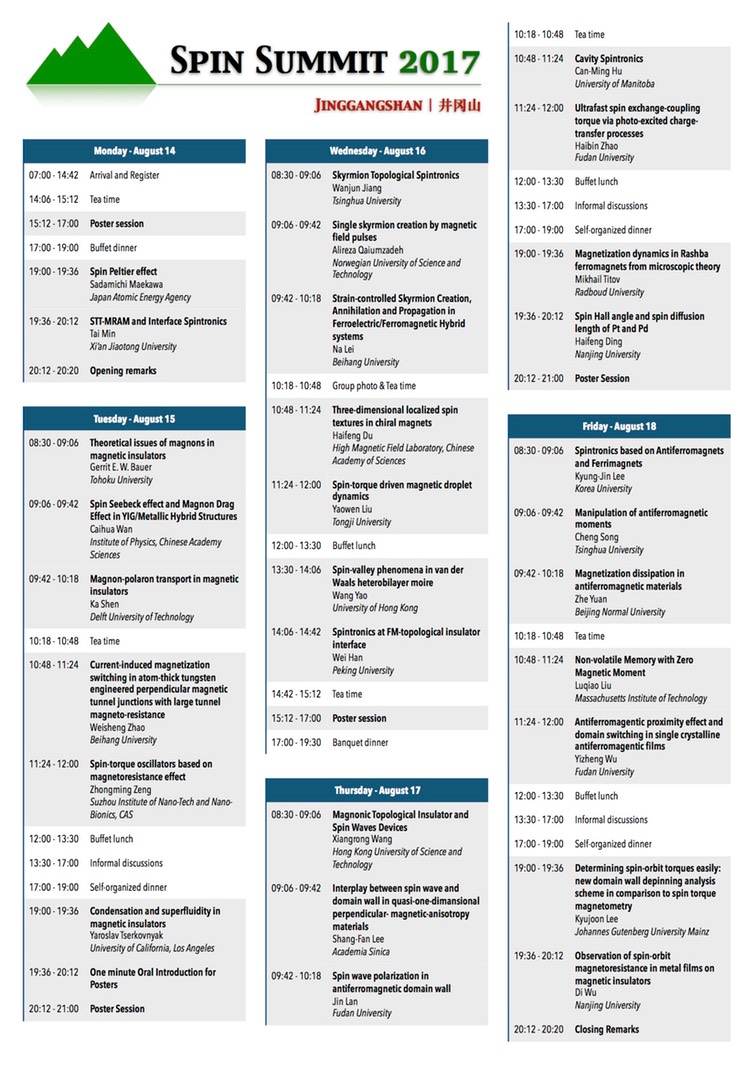 SPIN SUMMIT 2017
JINGGANGSHAN | 井冈山
Monday - August 14
07:00 - 14:42 Arrival and Register
14:06 - 15:12 Tea time
15:12 - 17:00 Poster session
17:00 - 19:00 Buffet dinner
19:00 - 19:36 Spin Peltier effect
Sadamichi Maekawa
Japan Atomic Energy Agency
19:36 - 20:12 STT-MRAM and Interface Spintronics
Tai Min
Xi'an Jiaotong University
20:12 - 20:20 Opening remarks
Tuesday - August 15
08:30 - 09:06 Theoretical issues of magnons in
magnetic insulators
Gerrit E. W. Bauer
Tohoku University
09:06 - 09:42 Spin Seebeck effect and Magnon Drag
Effect in YIG/Metallic Hybrid Structures
Caihua Wan
Institute of Physics, Chinese Academy
Sciences
09:42 - 10:18 Magnon-polaron transport in magnetic
insulators
Ka Shen
Delft University of Technology
10:18 - 10:48 Tea time
10:48 - 11:24 Current-induced magnetization
switching in atom-thick tungsten
engineered perpendicular magnetic
tunnel junctions with large tunnel
magneto-resistance
Weisheng Zhao
Beihang University
11:24 - 12:00 Spin-torque oscillators based on
magnetoresistance effect
Zhongming Zeng
Suzhou Institute of Nano-Tech and Nano-
Bionics, CAS
12:00 - 13:30 Buffet lunch
13:30 - 17:00 Informal discussions
17:00 - 19:00 Self-organized dinner
19:00 - 19:36 Condensation and superfluidity in
magnetic insulators
Yaroslav Tserkovnyak
University of California, Los Angeles
19:36 - 20:12 One minute Oral Introduction for
Posters
20:12 - 21:00 Poster Session
Wednesday - August 16
08:30 - 09:06 Skyrmion Topological Spintronics
Wanjun Jiang
Tsinghua University
09:06 - 09:42 Single skyrmion creation by magnetic
field pulses
Alireza Qaiumzadeh
Norwegian University of Science and
Technology
09:42 - 10:18 Strain-controlled Skyrmion Creation,
Annihilation and Propagation in
Ferroelectric/Ferromagnetic Hybrid
systems
Na Lei
Beihang University
10:18 - 10:48 Group photo & Tea time
10:48 - 11:24 Three-dimensional localized spin
textures in chiral magnets
Haifeng Du
High Magnetic Field Laboratory, Chinese
Academy of Sciences
11:24 - 12:00 Spin-torque driven magnetic droplet
dynamics
Yaowen Liu
Tongji University
12:00 - 13:30 Buffet lunch
13:30 - 14:06 Spin-valley phenomena in van der
Waals heterobilayer moire
Wang Yao
University of Hong Kong
14:06 - 14:42 Spintronics at FM-topological insulator
interface
Wei Han
Peking University
14:42 - 15:12 Tea time
15:12 - 17:00 Poster session
17:00 - 19:30 Banquet dinner
Thursday - August 17
08:30 - 09:06 Magnonic Topological Insulator and
Spin Waves Devices
Xiangrong Wang
Hong Kong University of Science and
Technology
09:06 - 09:42 Interplay between spin wave and
domain wall in quasi-one-dimansional
perpendicular- magnetic-anisotropy
materials
Shang-Fan Lee
Academia Sinica
09:42 - 10:18 Spin wave polarization in
antiferromagnetic domain wall
Jin Lan
Fudan University
10:18 - 10:48 Tea time
10:48 - 11:24 Cavity Spintronics
Can-Ming Hu
University of Manitoba
11:24 - 12:00 Ultrafast spin exchange-coupling
torque via photo-excited charge-
transfer processes
Haibin Zhao
Fudan University
12:00 - 13:30 Buffet lunch
13:30 - 17:00 Informal discussions
17:00 - 19:00 Self-organized dinner
19:00 - 19:36 Magnetization dynamics in Rashba
ferromagnets from microscopic theory
Mikhail Titov
Radboud University
19:36 - 20:12 Spin Hall angle and spin diffusion
length of Pt and Pd
Haifeng Ding
Nanjing University
20:12 - 21:00 Poster Session
Friday - August 18
08:30 - 09:06 Spintronics based on Antiferromagnets
and Ferrimagnets
Kyung-Jin Lee
Korea University
09:06 - 09:42 Manipulation of antiferromagnetic
moments
Cheng Song
Tsinghua University
09:42 - 10:18 Magnetization dissipation in
antiferromagnetic materials
Zhe Yuan
Beijing Normal University
10:18 - 10:48 Tea time
10:48 - 11:24 Non-volatile Memory with Zero
Magnetic Moment
Luqiao Liu
Massachusetts Institute of Technology
11:24 - 12:00 Antiferromagentic proximity effect and
domain switching in single crystalline
antiferromagentic films
Yizheng Wu
Fudan University
12:00 - 13:30 Buffet lunch
13:30 - 17:00 Informal discussions
17:00 - 19:00 Self-organized dinner
19:00 - 19:36 Determining spin-orbit torques easily:
new domain wall depinning analysis
scheme in comparison to spin torque
magnetometry
Kyujoon Lee
Johannes Gutenberg University Mainz
19:36 - 20:12 Observation of spin-orbit
magnetoresistance in metal films on
magnetic insulators
Di Wu
Nanjing University
20:12 - 20:20 Closing Remarks